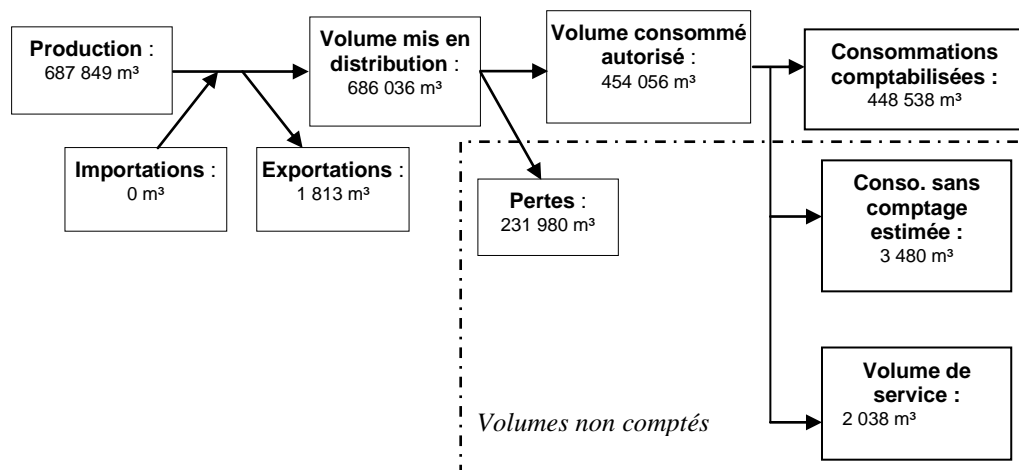 Production :
687 849 m³
Volume mis en
distribution :
686 036 m³
Volume consommé
autorisé :
454 056 m³
Consommations
comptabilisées :
448 538 m³
Importations :
0 m³
Exportations :
1 813 m³
Pertes :
231 980 m³
Conso. sans
comptage
estimée :
3 480 m³
Volume de
service :
2 038 m³
Volumes non comptés